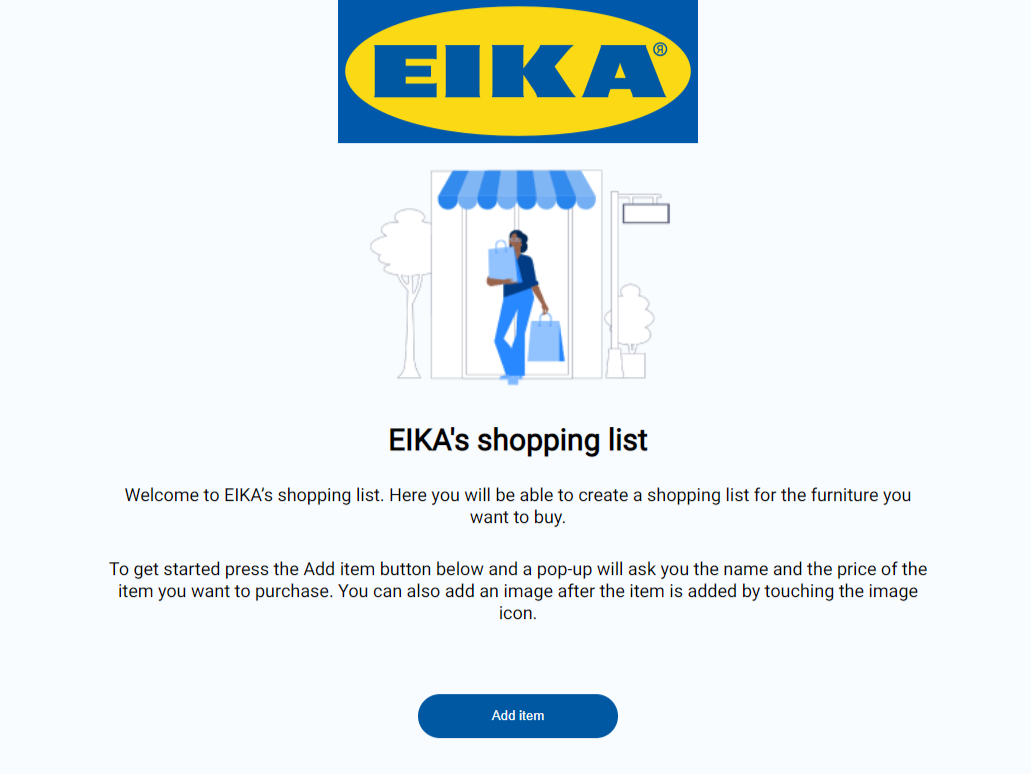 EIKA®
EIKA's shopping list
Welcome to EIKA’s shopping list. Here you will be able to create a shopping list for the furniture you
want to buy.
To get started press the Add item button below and a pop-up will ask you the name and the price of the
item you want to purchase. You can also add an image after the item is added by touching the image
icon.
Add item